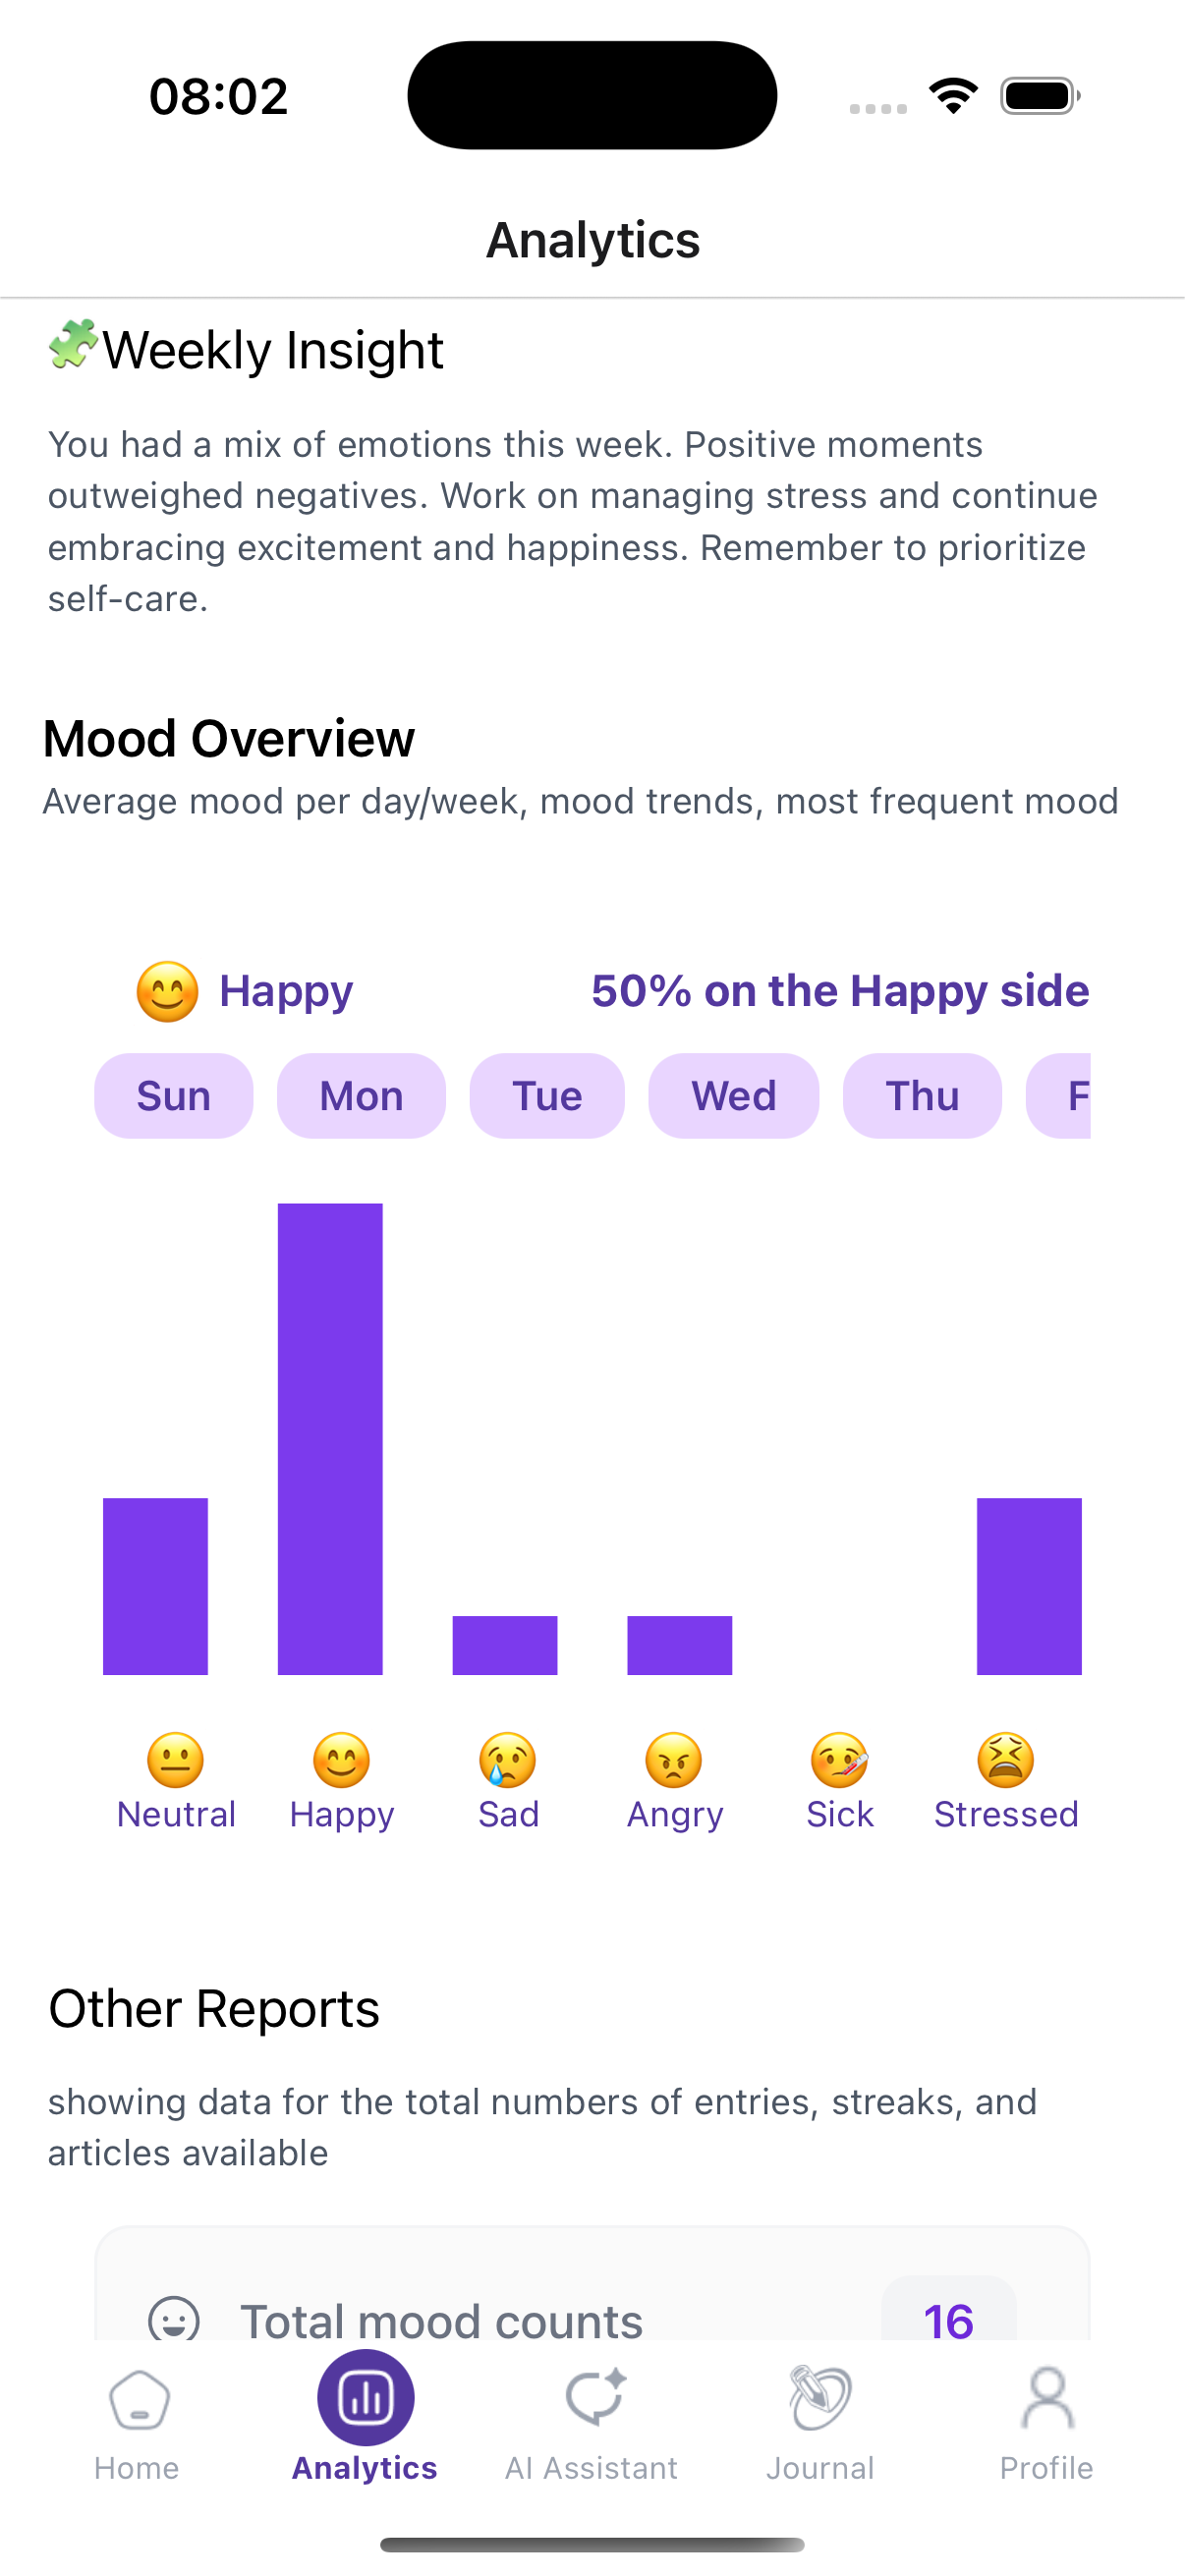 08:02
Analytics
Weekly Insight
You had a mix of emotions this week. Positive moments
outweighed negatives. Work on managing stress and continue
embracing excitement and happiness. Remember to prioritize
self-care.
Mood Overview
Average mood per day/week, mood trends, most frequent mood
Happy 50% on the Happy side
Sun Mon Tue Wed Thu F
Neutral Happy Sad Angry Sick Stressed
Other Reports
showing data for the total numbers of entries, streaks, and
articles available
Total mood counts 16
Home Analytics AI Assistant Journal Profile